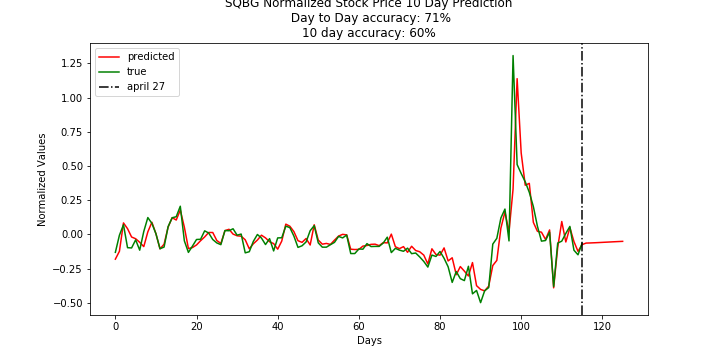 SQBG Normalized Stock Price 10 Day Prediction
Day to Day accuracy: 71%
10 day accuracy: 60%
predicted
true
april 27
Normalized Values
1.25
1.00
0.75
0.50
0.25
0.00
−0.25
−0.50
0 20 40 60 80 100 120
Days